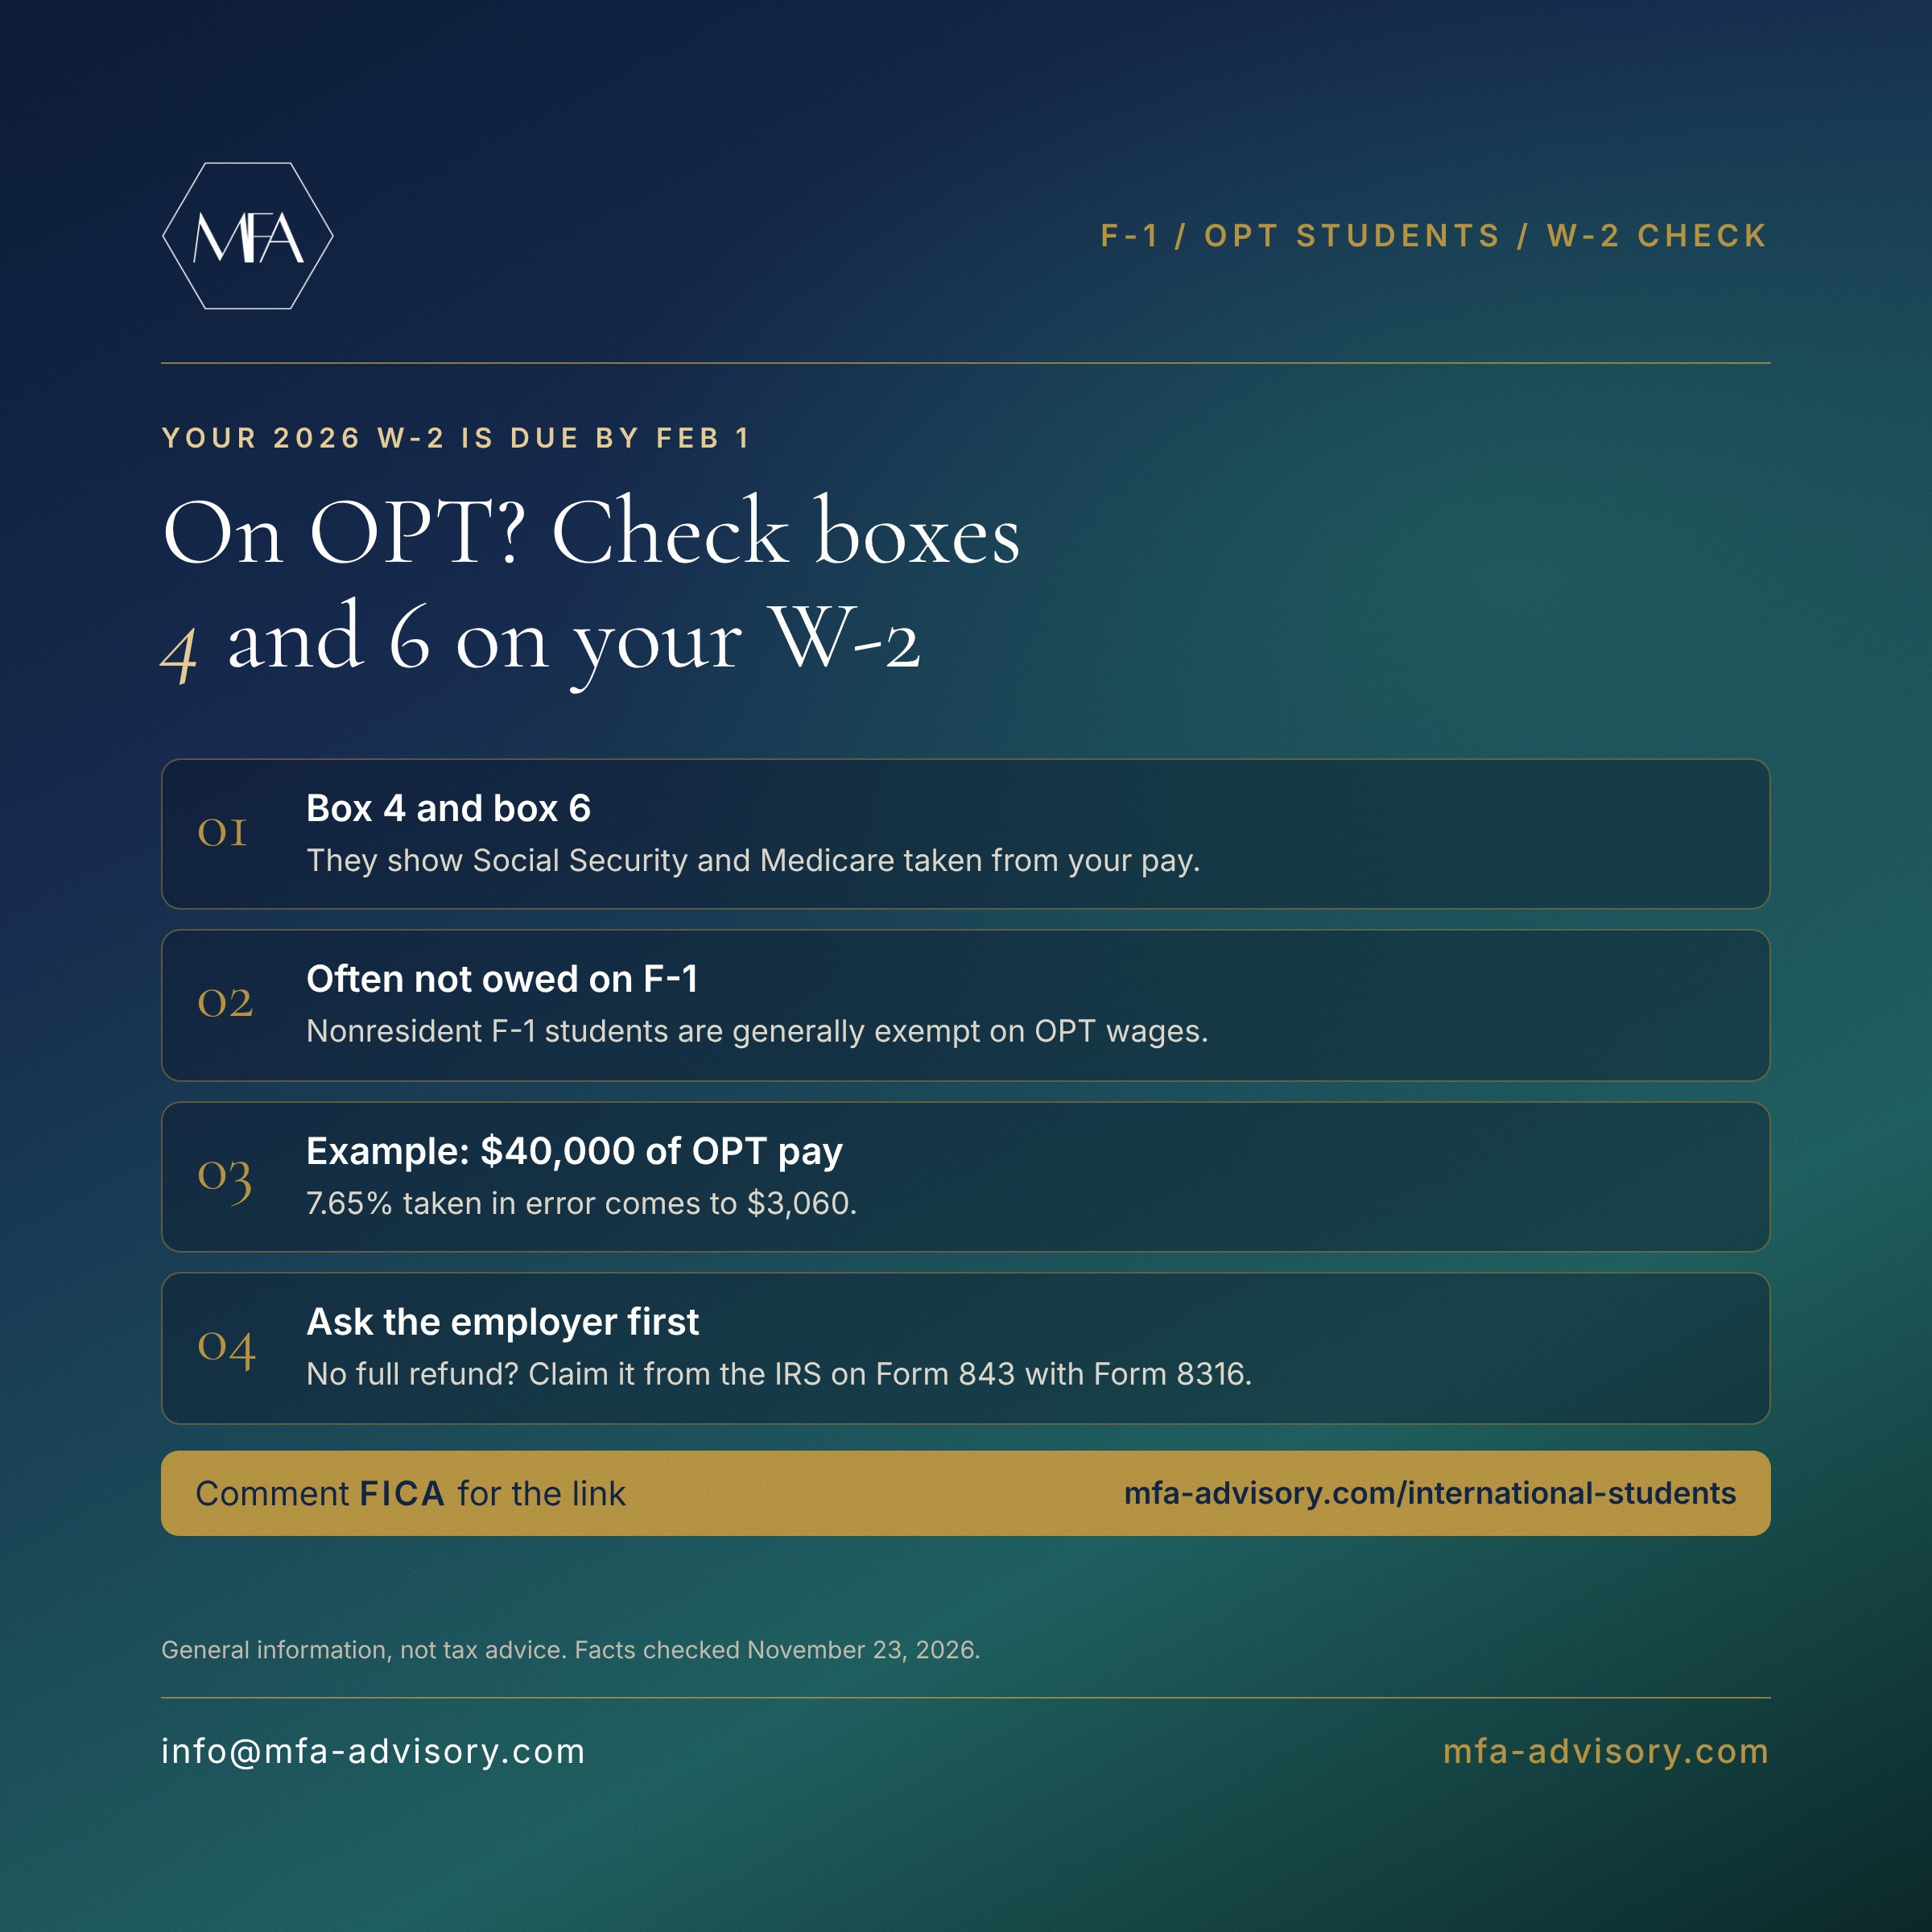 MFA
F-1 / OPT STUDENTS / W-2 CHECK
YOUR 2026 W-2 IS DUE BY FEB 1
On OPT? Check boxes
4 and 6 on your W-2
01
Box 4 and box 6
They show Social Security and Medicare taken from your pay.
02
Often not owed on F-1
Nonresident F-1 students are generally exempt on OPT wages.
03
Example: $40,000 of OPT pay
7.65% taken in error comes to $3,060.
04
Ask the employer first
No full refund? Claim it from the IRS on Form 843 with Form 8316.
Comment FICA for the link
mfa-advisory.com/international-students
General information, not tax advice. Facts checked November 23, 2026.
info@mfa-advisory.com
mfa-advisory.com